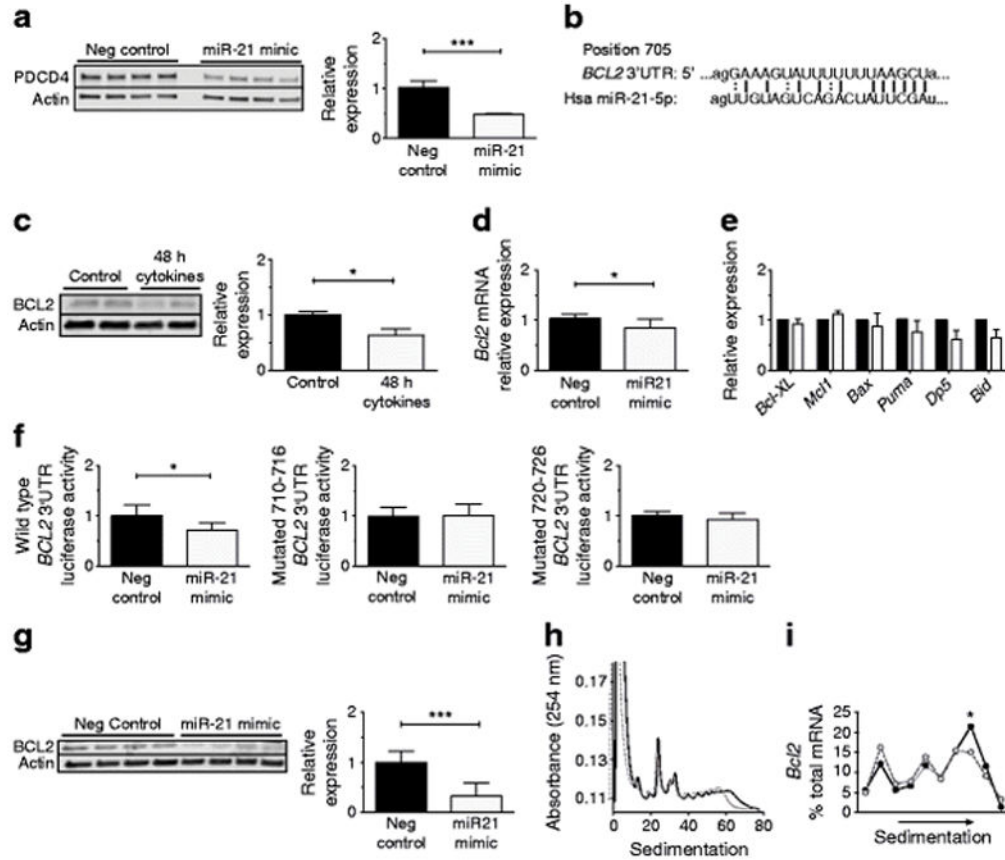 a
Neg control miR-21 minic
PDCD4
Actin
Relative
expression
2
1
0
***
Neg
control
miR-21
mimic
b
Position 705
BCL2 3'UTR: 5' ...agGAAAGUAUUUUUUUAAGCUa...
Hsa miR-21-5p: ...agUUGUAGUCAGACUAUUCGAu...
c
Control
48 h
cytokines
BCL2
Actin
Relative
expression
2
1
0
*
Control
48 h
cytokines
d
Bcl2 mRNA
relative expression
2
1
0
*
Neg
control
miR21
mimic
e
Relative expression
2
1
0
Bcl-XL
Mcl1
Bax
Puma
Dp5
Bid
f
Wild type
BCL2 3'UTR
luciferase activity
2
1
0
*
Neg
control
miR-21
mimic
Mutated 710-716
BCL2 3'UTR
luciferase activity
2
1
0
Neg
control
miR-21
mimic
Mutated 720-726
BCL2 3'UTR
luciferase activity
2
1
0
Neg
control
miR-21
mimic
g
Neg Control miR-21 mimic
BCL2
Actin
Relative
expression
2
1
0
***
Neg
control
miR21
mimic
h
Absorbance (254 nm)
0.17
0.15
0.13
0.11
0 20 40 60 80
Sedimentation
i
Bcl2
% total mRNA
25
20
15
10
5
0
*
Sedimentation